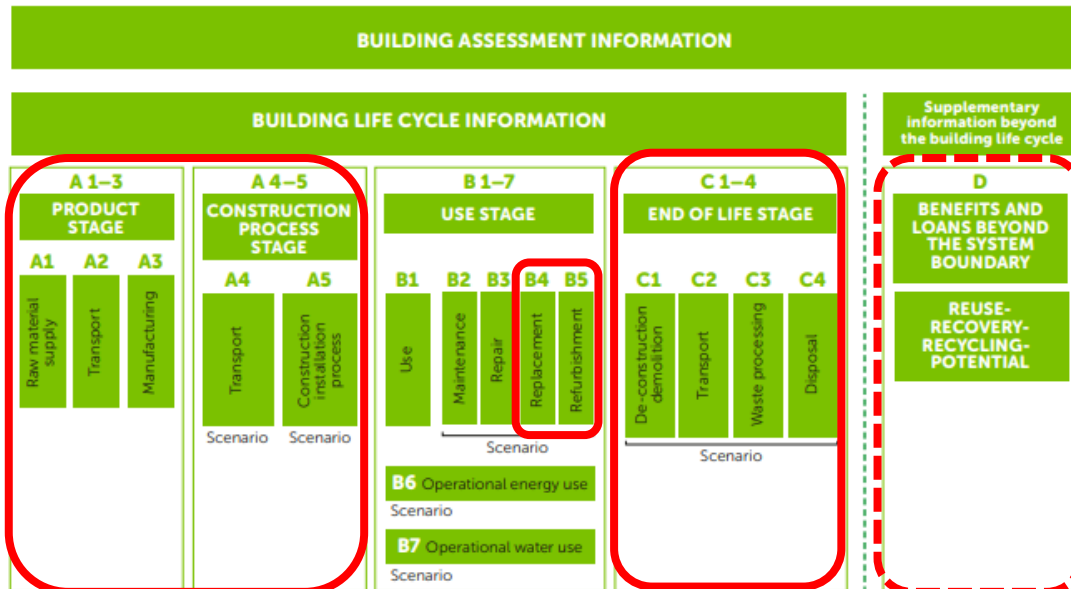 BUILDING ASSESSMENT INFORMATION
BUILDING LIFE CYCLE INFORMATION
Supplementary
information beyond
the building life cycle
A 1–3
PRODUCT
STAGE
A1
A2
A3
Raw material
supply
Transport
Manufacturing
A 4–5
CONSTRUCTION
PROCESS
STAGE
A4
A5
Transport
Construction
installation
process
Scenario
Scenario
B 1–7
USE STAGE
B1
B2
B3
B4
B5
Use
Maintenance
Repair
Replacement
Refurbishment
Scenario
B6 Operational energy use
Scenario
B7 Operational water use
Scenario
C 1–4
END OF LIFE STAGE
C1
C2
C3
C4
De-construction
demolition
Transport
Waste processing
Disposal
Scenario
D
BENEFITS AND
LOANS BEYOND
THE SYSTEM
BOUNDARY
REUSE-
RECOVERY-
RECYCLING-
POTENTIAL